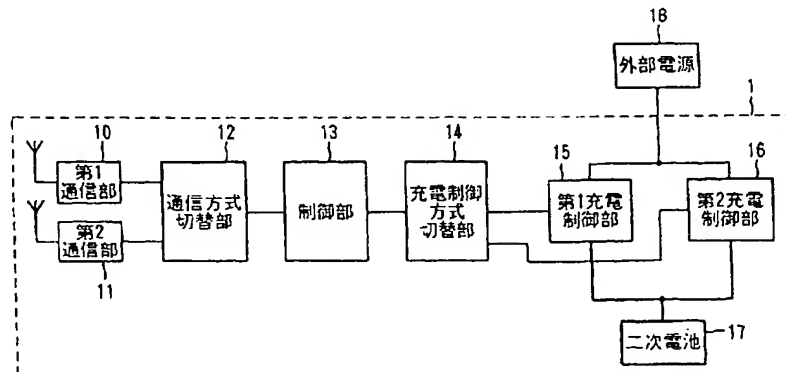 18
外部電源
1
10
第1
通信部
12
通信方式
切替部
13
制御部
14
充電制御
方式
切替部
15
第1充電
制御部
16
第2充電
制御部
第2
通信部
11
二次電池
17